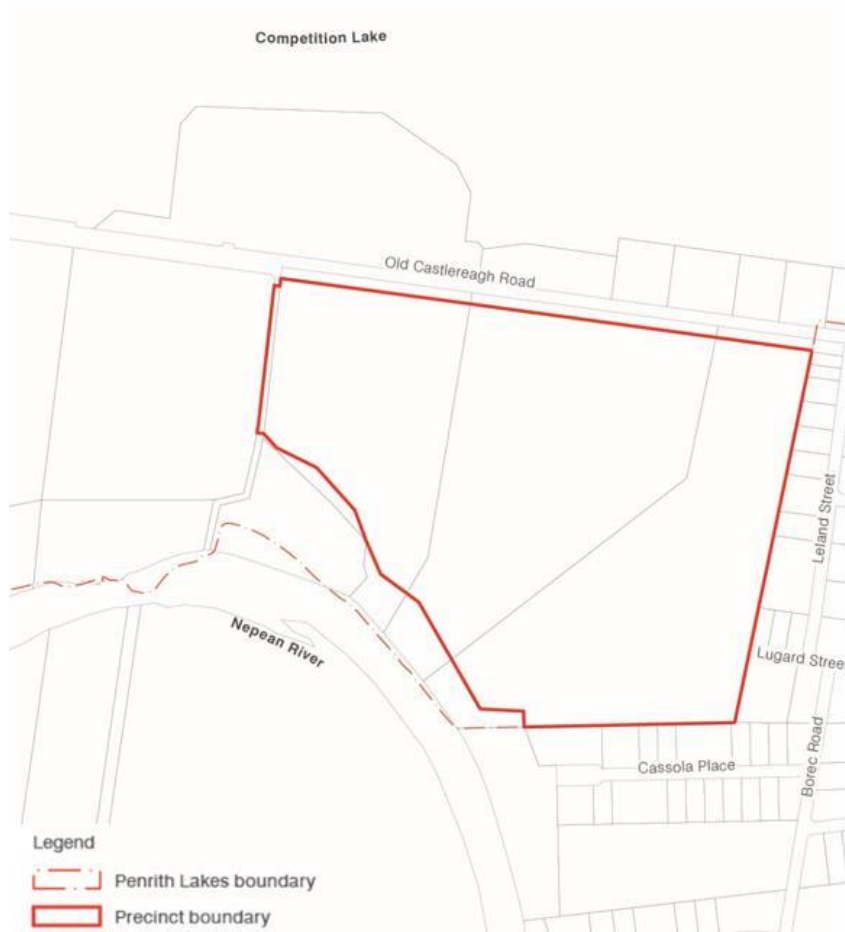 Competition Lake
Old Castlereagh Road
Leland Street
Nepean River
Lugard Street
Borec Road
Cassola Place
Legend
Penrith Lakes boundary
Precinct boundary